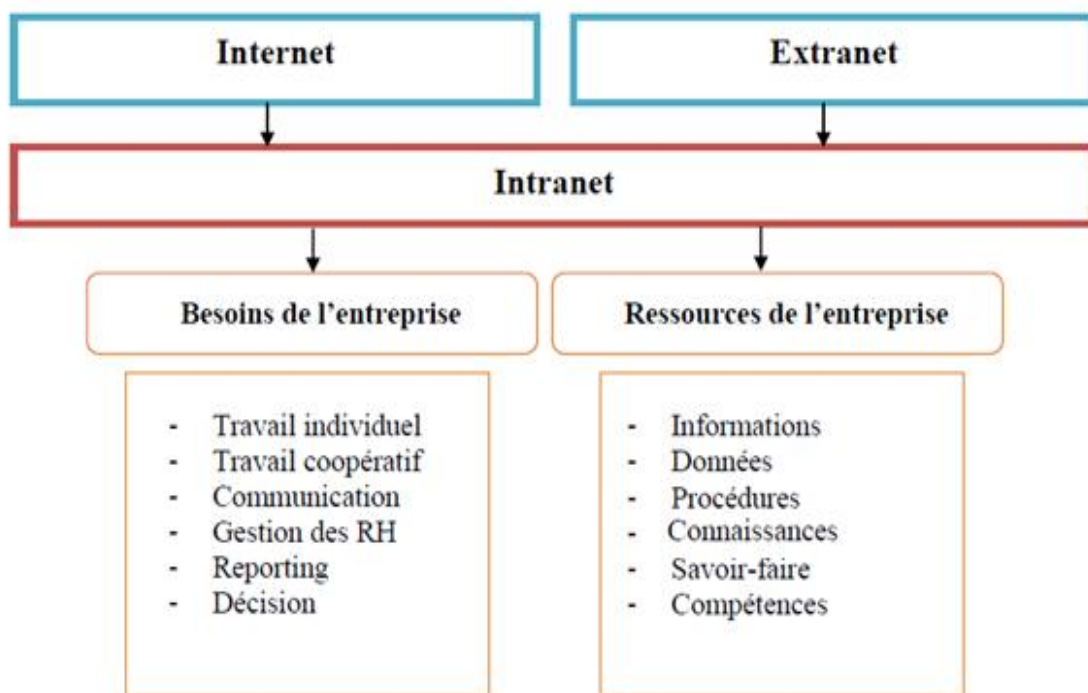 Internet
Extranet
Intranet
Besoins de l'entreprise
Ressources de l'entreprise
- Travail individuel
- Travail coopératif
- Communication
- Gestion des RH
- Reporting
- Décision
- Informations
- Données
- Procédures
- Connaissances
- Savoir-faire
- Compétences